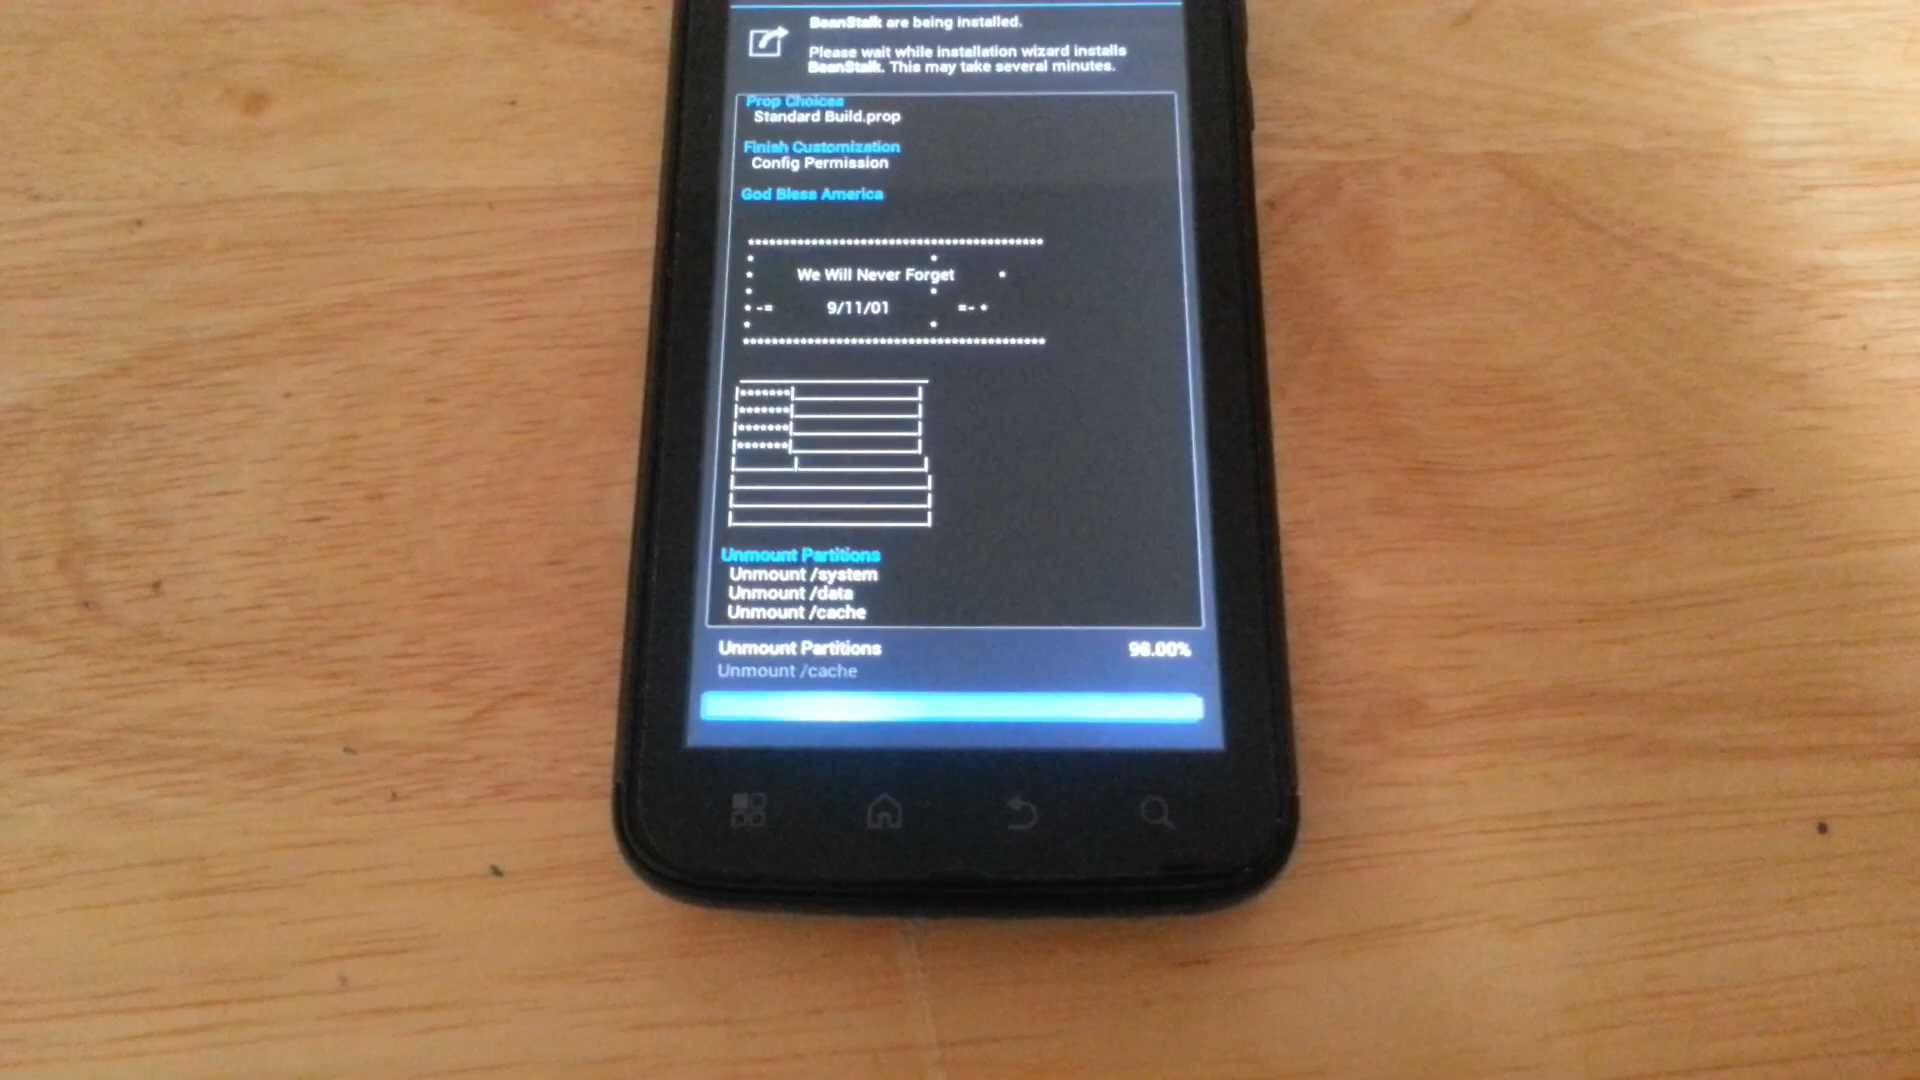 BeanStalk are being installed.
Please wait while installation wizard installs
BeanStalk. This may take several minutes.
Prop Choices
Standard Build.prop
Finish Customization
Config Permission
God Bless America
*******************************************
* *
* We Will Never Forget *
* *
* -= 9/11/01 =- *
* *
********************************************
|*******|
|*******|
|*******|
|*******|
Unmount Partitions
Unmount /system
Unmount /data
Unmount /cache
Unmount Partitions 98.00%
Unmount /cache